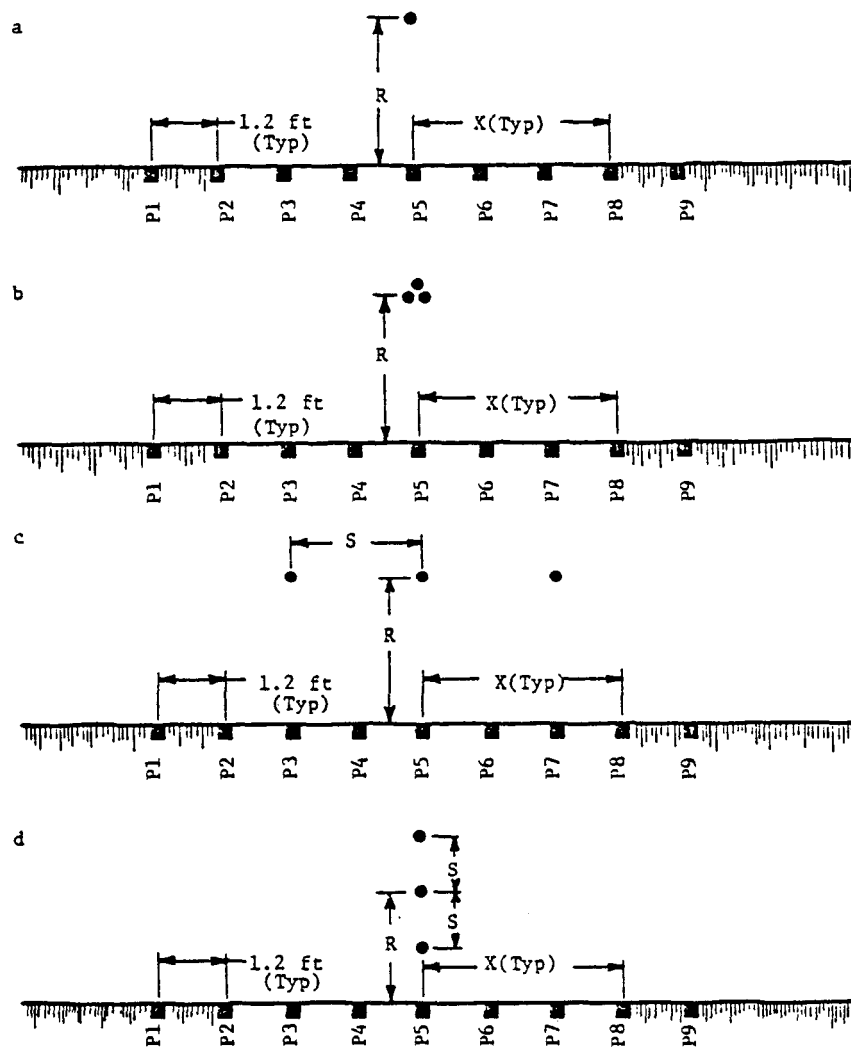 a
R
1.2 ft
(Typ)
X(Typ)
P1 P2 P3 P4 P5 P6 P7 P8 P9
b
R
1.2 ft
(Typ)
X(Typ)
P1 P2 P3 P4 P5 P6 P7 P8 P9
c
S
R
1.2 ft
(Typ)
X(Typ)
P1 P2 P3 P4 P5 P6 P7 P8 P9
d
S
S
R
1.2 ft
(Typ)
X(Typ)
P1 P2 P3 P4 P5 P6 P7 P8 P9